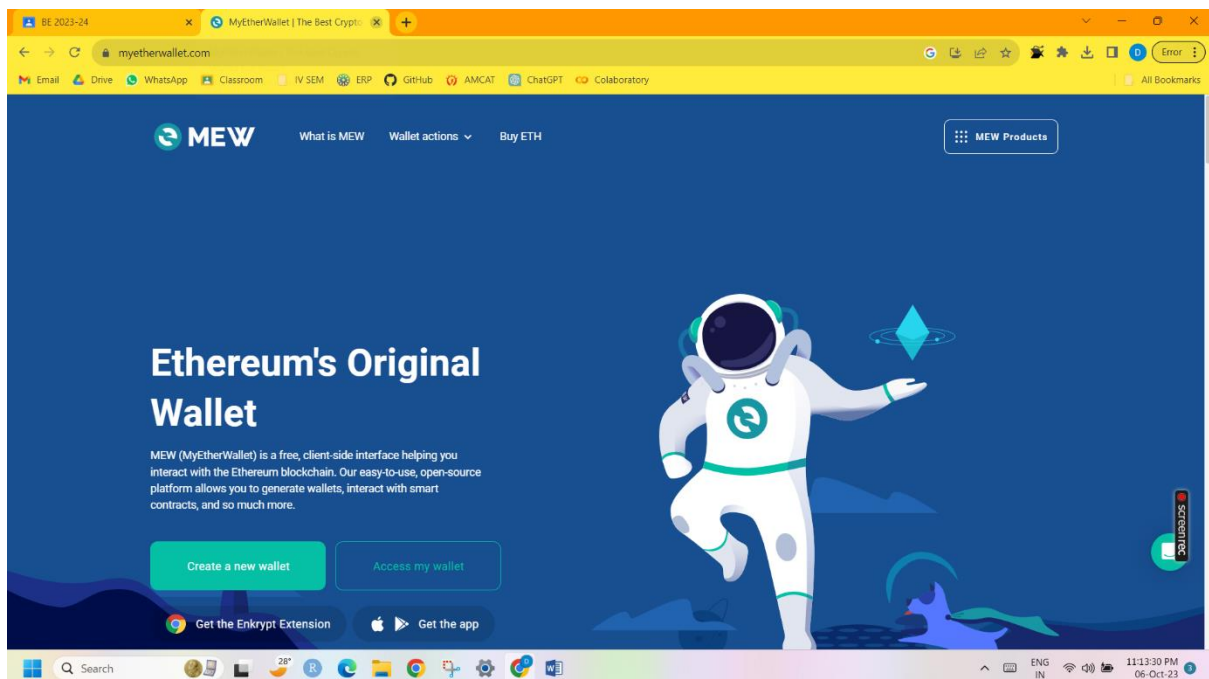 BE 2023-24
MyEtherWallet | The Best Crypto
myetherwallet.com
Error
Email Drive WhatsApp Classroom IV SEM ERP GitHub AMCAT ChatGPT Colaboratory
All Bookmarks
MEW
What is MEW Wallet actions Buy ETH
MEW Products
Ethereum's Original
Wallet
MEW (MyEtherWallet) is a free, client-side interface helping you
interact with the Ethereum blockchain. Our easy-to-use, open-source
platform allows you to generate wallets, interact with smart
contracts, and so much more.
Create a new wallet Access my wallet
Get the Enkrypt Extension Get the app
screenrec
Search
28°
ENG
IN
11:13:30 PM
06-Oct-23
3